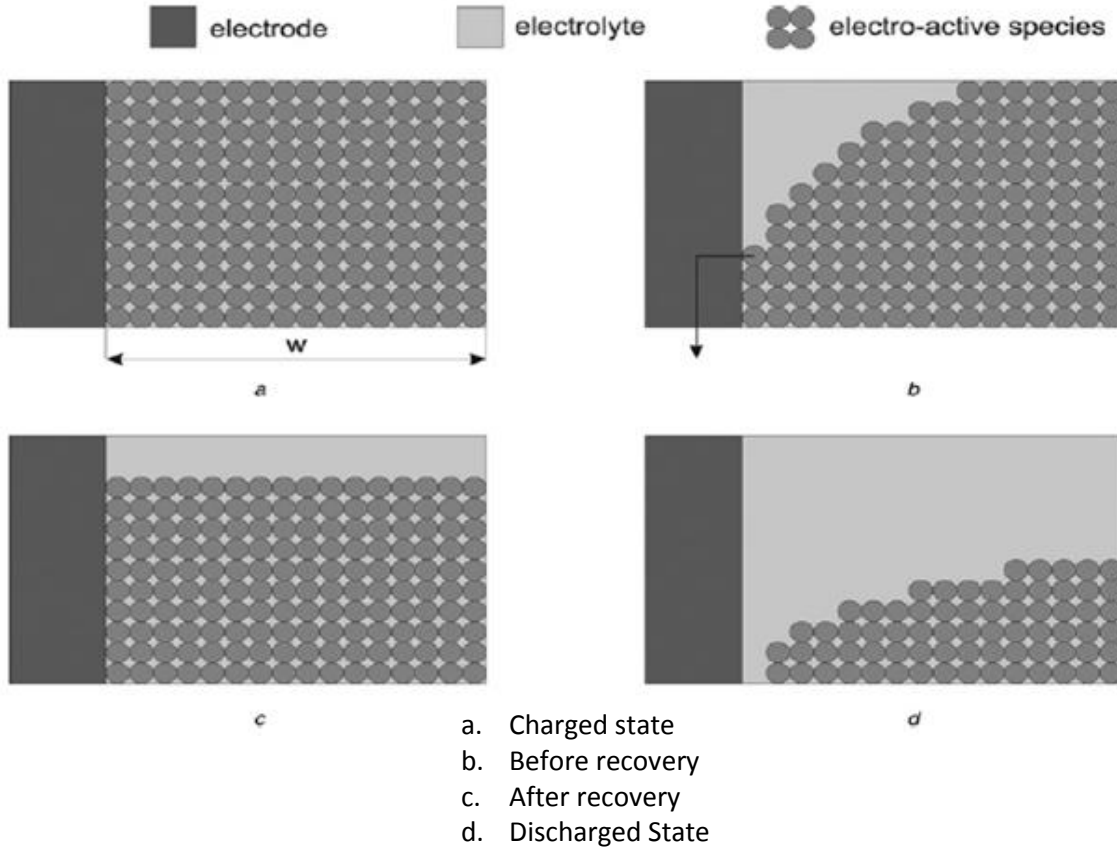 electrode electrolyte electro-active species
w
a b
c d
a. Charged state
b. Before recovery
c. After recovery
d. Discharged State